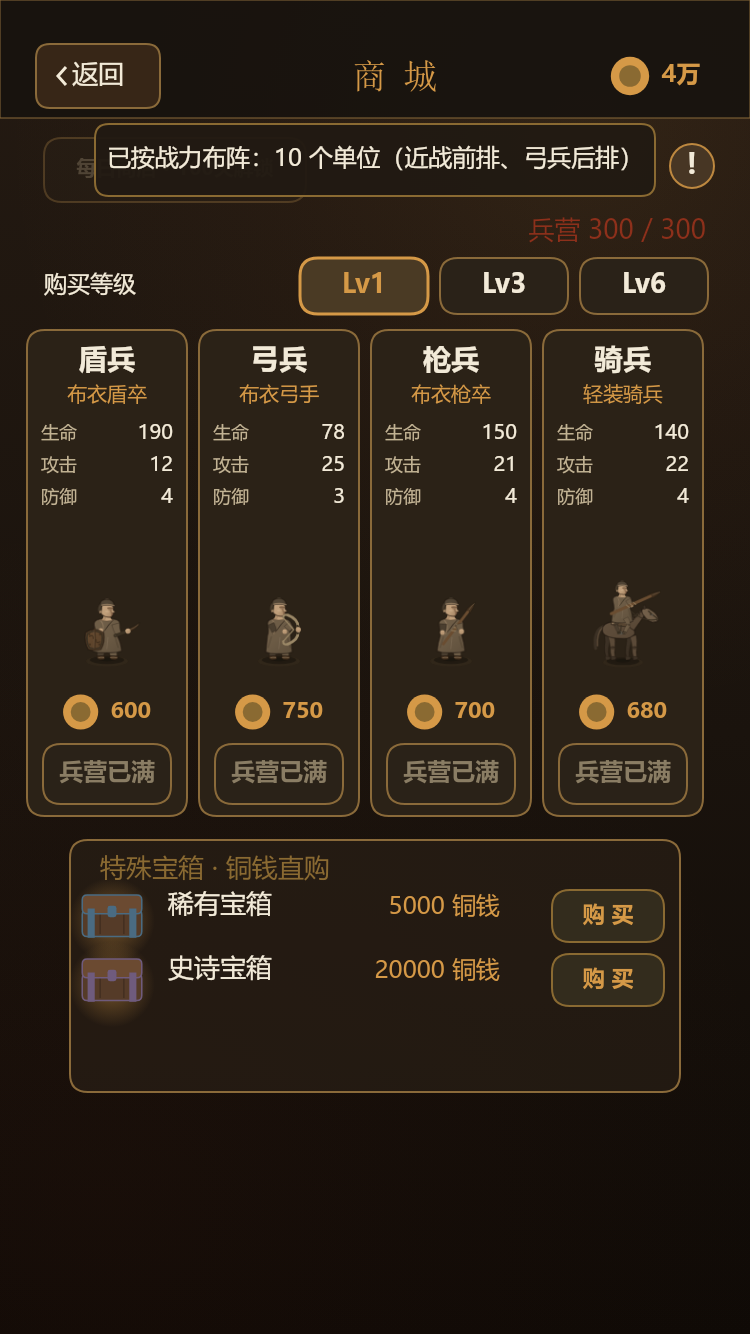 返回
商 城
4万
每
已按战力布阵：10 个单位（近战前排、弓兵后排）
!
兵营 300 / 300
购买等级
Lv1
Lv3
Lv6
盾兵
布衣盾卒
生命 190
攻击 12
防御 4
600
兵营已满
弓兵
布衣弓手
生命 78
攻击 25
防御 3
750
兵营已满
枪兵
布衣枪卒
生命 150
攻击 21
防御 4
700
兵营已满
骑兵
轻装骑兵
生命 140
攻击 22
防御 4
680
兵营已满
特殊宝箱 · 铜钱直购
稀有宝箱 5000 铜钱 购 买
史诗宝箱 20000 铜钱 购 买